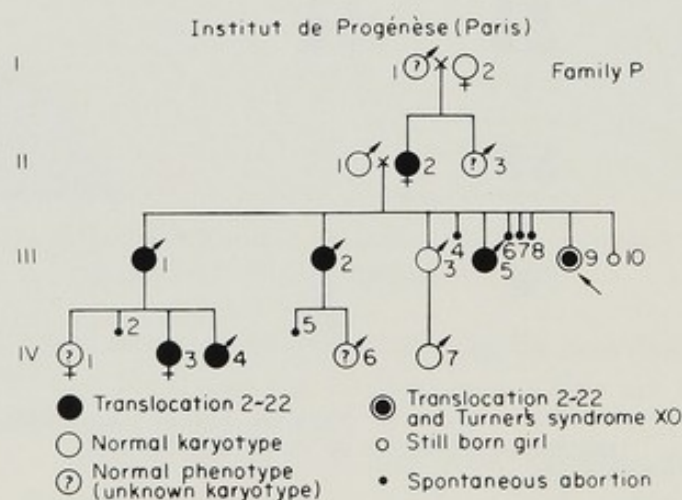 Institut de Progénèse (Paris)
I
1 ? 2
Family P
II
1 2 ? 3
III
1 2 3 4 5 6 7 8 9 10
IV
? 1 2 3 4 5 ? 6 7
Translocation 2-22
Normal karyotype
? Normal phenotype
(unknown karyotype)
Translocation 2-22
and Turner's syndrome XO
Still born girl
Spontaneous abortion